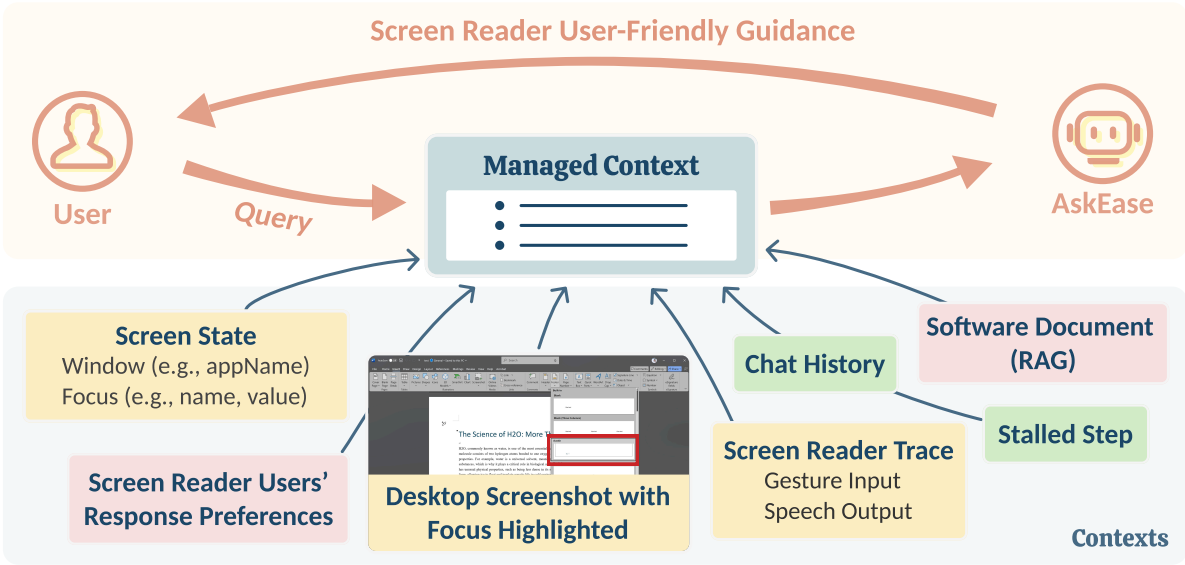 Screen Reader User-Friendly Guidance
User
Query
Managed Context
AskEase
Screen State
Window (e.g., appName)
Focus (e.g., name, value)
Screen Reader Users’
Response Preferences
The Science of H2O: More T
Desktop Screenshot with
Focus Highlighted
Chat History
Screen Reader Trace
Gesture Input
Speech Output
Software Document
(RAG)
Stalled Step
Contexts